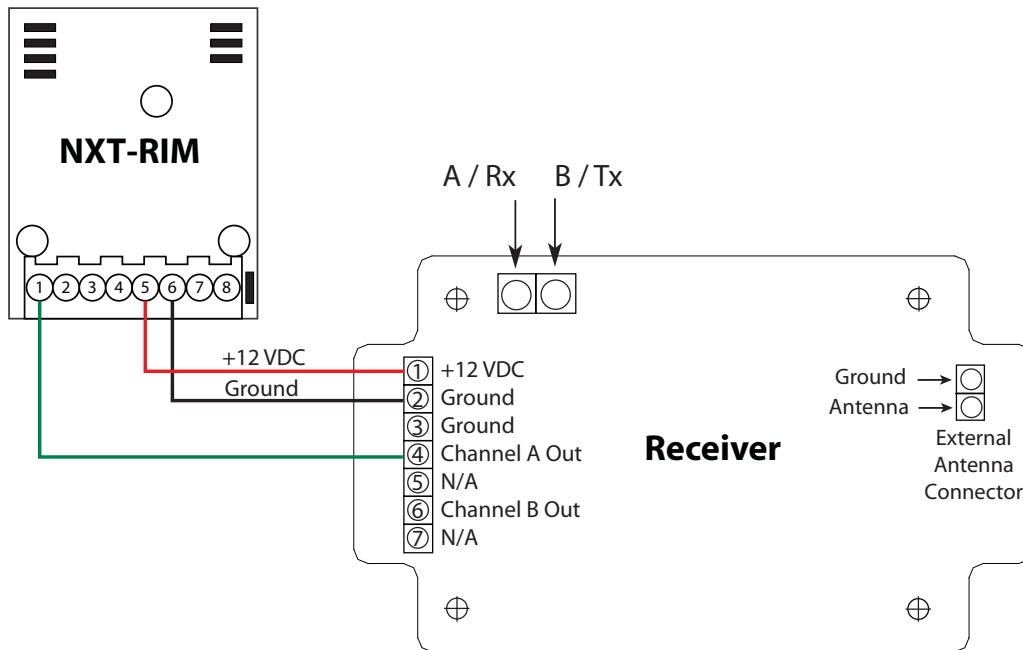 NXT-RIM
1 2 3 4 5 6 7 8
A / Rx B / Tx
+12 VDC
Ground
1 +12 VDC
2 Ground
3 Ground
4 Channel A Out
5 N/A
6 Channel B Out
7 N/A
Receiver
Ground
Antenna
External
Antenna
Connector